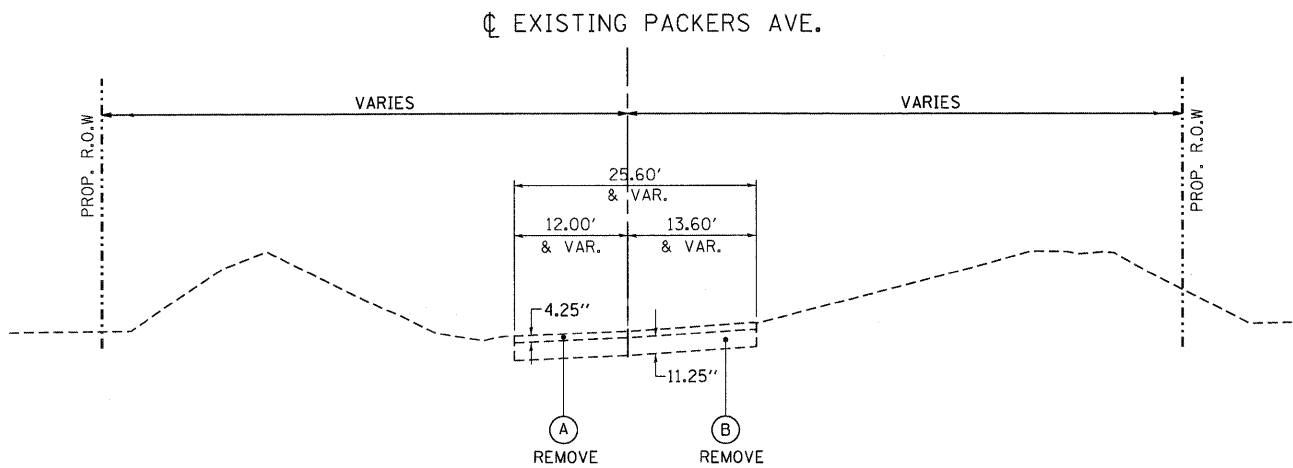 ℄ EXISTING PACKERS AVE.
VARIES
VARIES
PROP. R.O.W
PROP. R.O.W
25.60'
& VAR.
12.00'
& VAR.
13.60'
& VAR.
4.25"
11.25"
A
REMOVE
B
REMOVE